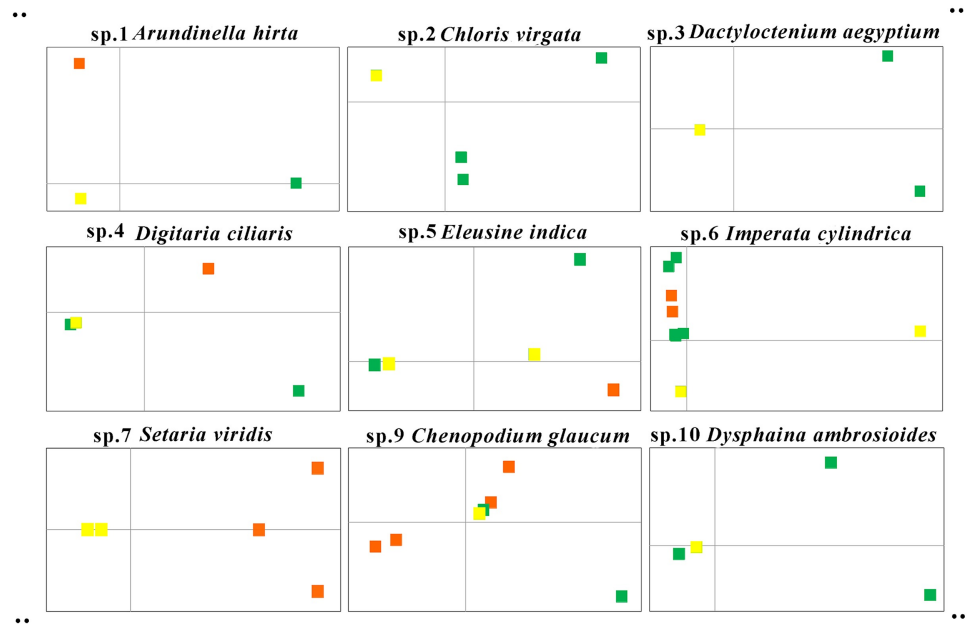 sp.1 Arundinella hirta
sp.2 Chloris virgata
sp.3 Dactyloctenium aegyptium
sp.4 Digitaria ciliaris
sp.5 Eleusine indica
sp.6 Imperata cylindrica
sp.7 Setaria viridis
sp.9 Chenopodium glaucum
sp.10 Dysphaina ambrosioides